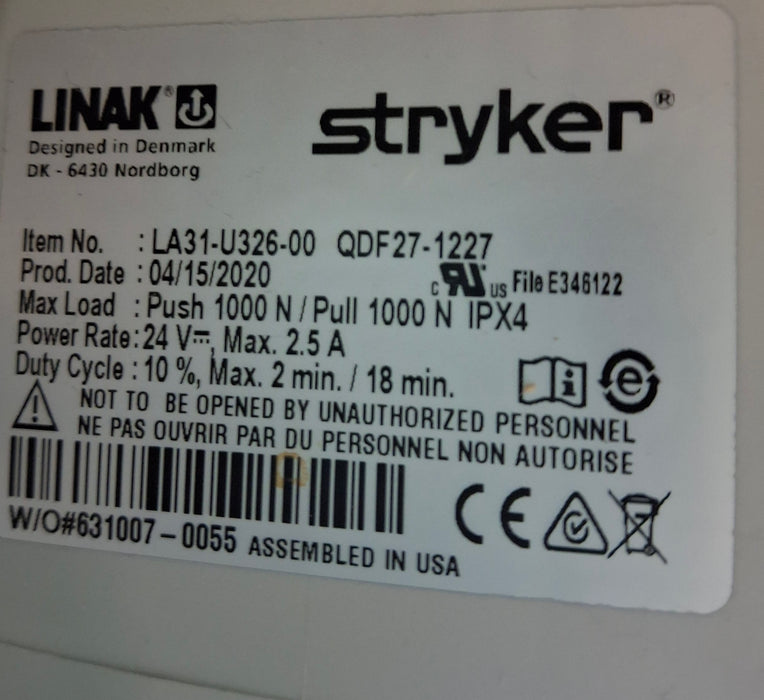 LINAK®
Designed in Denmark
DK - 6430 Nordborg
stryker®
Item No. : LA31-U326-00 QDF27-1227
Prod. Date : 04/15/2020
c RU us File E346122
Max Load : Push 1000 N / Pull 1000 N IPX4
Power Rate: 24 V⎓, Max. 2.5 A
Duty Cycle : 10 %, Max. 2 min. / 18 min.
NOT TO BE OPENED BY UNAUTHORIZED PERSONNEL
NE PAS OUVRIR PAR DU PERSONNEL NON AUTORISE
W/O#631007-0055 ASSEMBLED IN USA
CE